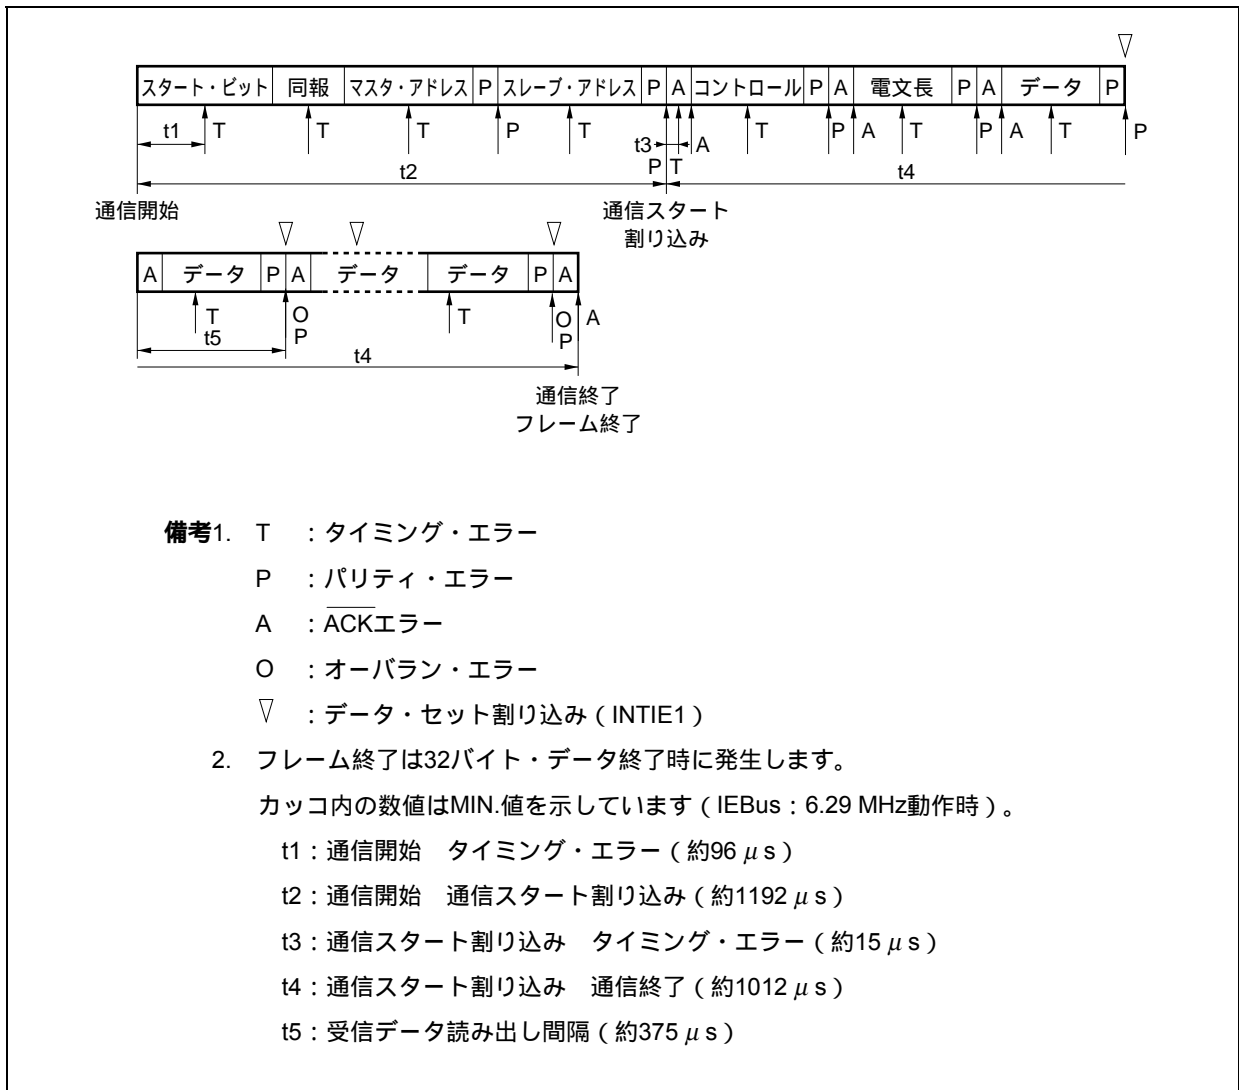 スタート・ビット 同報 マスタ・アドレス P スレーブ・アドレス P A コントロール P A 電文長 P A データ P
t1 T T T P T t3 A T P A T P A T P
P T
t2 t4
通信開始 通信スタート
割り込み
A データ P A データ データ P A
T O T O A
t5 P P
t4
通信終了
フレーム終了
備考1. T :タイミング・エラー
P :パリティ・エラー
A :ACKエラー
O :オーバラン・エラー
▽ :データ・セット割り込み(INTIE1)
2. フレーム終了は32バイト・データ終了時に発生します。
カッコ内の数値はMIN.値を示しています(IEBus:6.29 MHz動作時)。
t1:通信開始 タイミング・エラー(約96 μs)
t2:通信開始 通信スタート割り込み(約1192 μs)
t3:通信スタート割り込み タイミング・エラー(約15 μs)
t4:通信スタート割り込み 通信終了(約1012 μs)
t5:受信データ読み出し間隔(約375 μs)